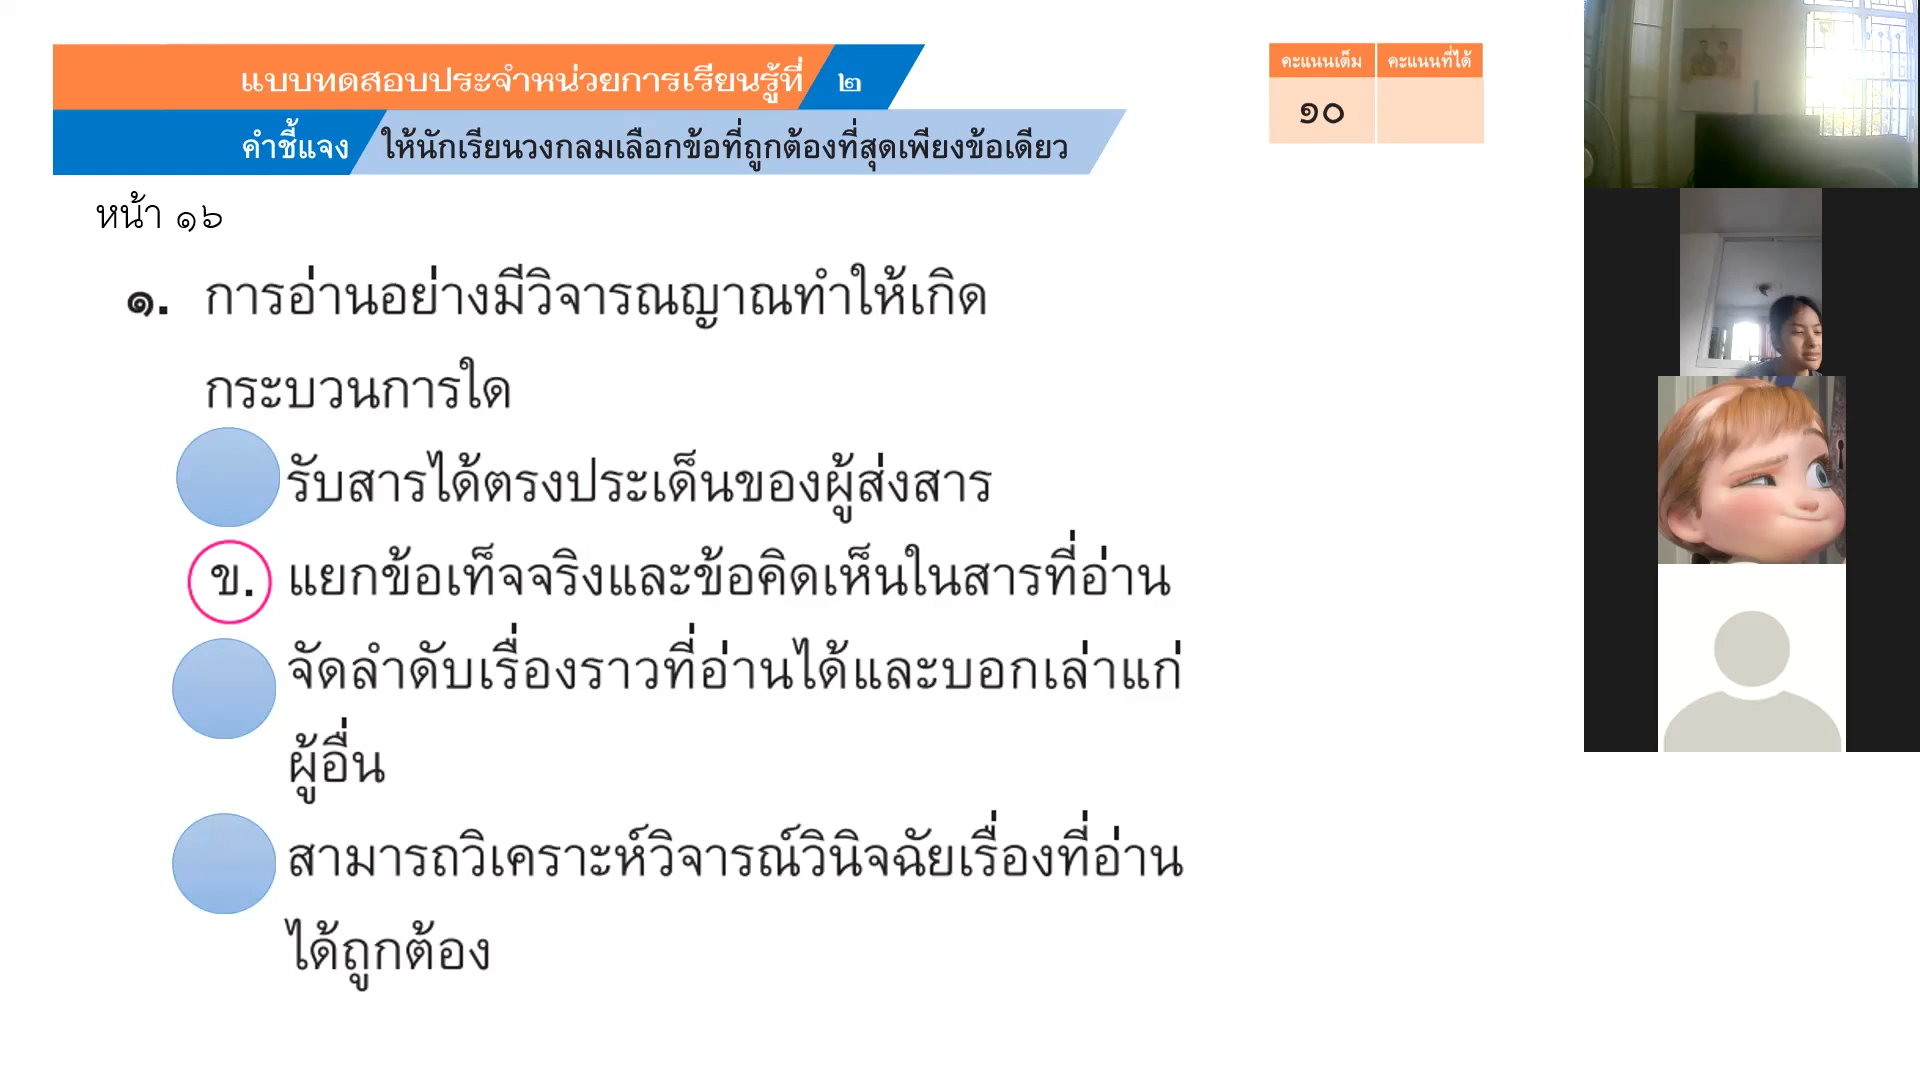 แบบทดสอบประจำหน่วยการเรียนรู้ที่ ๒
คะแนนเต็ม คะแนนที่ได้
๑๐
คำชี้แจง ให้นักเรียนวงกลมเลือกข้อที่ถูกต้องที่สุดเพียงข้อเดียว
หน้า ๑๖
๑. การอ่านอย่างมีวิจารณญาณทำให้เกิด
กระบวนการใด
รับสารได้ตรงประเด็นของผู้ส่งสาร
ข. แยกข้อเท็จจริงและข้อคิดเห็นในสารที่อ่าน
จัดลำดับเรื่องราวที่อ่านได้และบอกเล่าแก่
ผู้อื่น
สามารถวิเคราะห์วิจารณ์วินิจฉัยเรื่องที่อ่าน
ได้ถูกต้อง